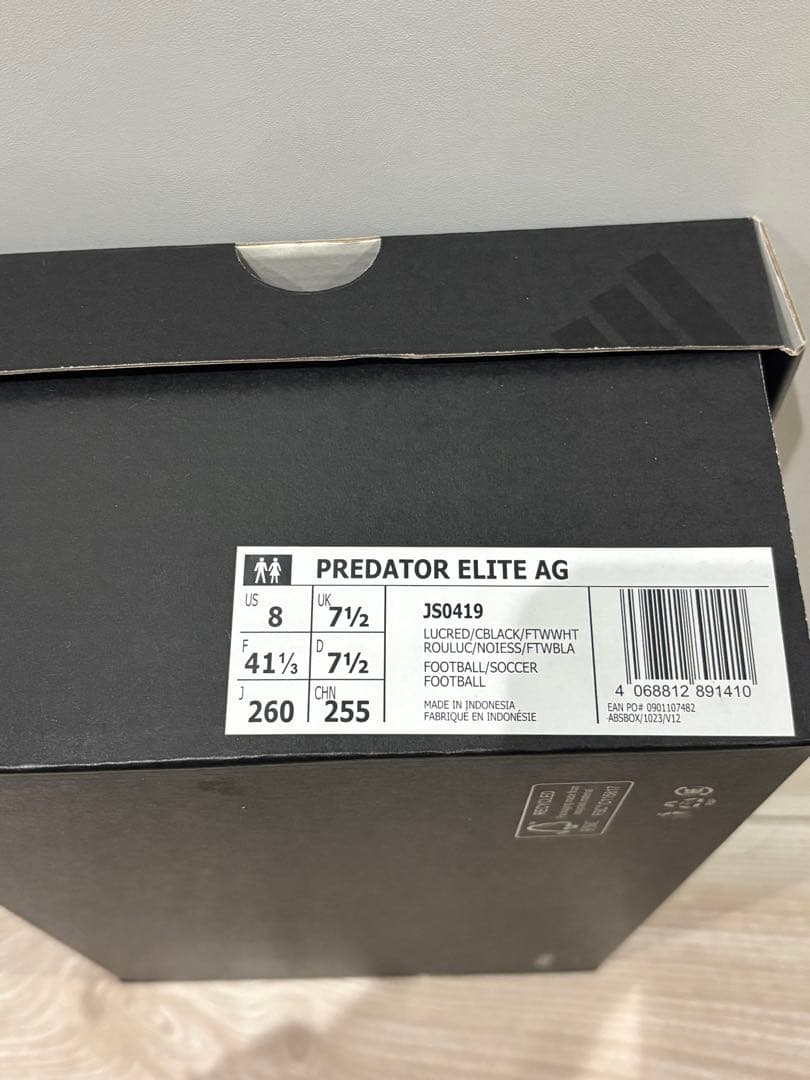 PREDATOR ELITE AG
US 8 UK 7½
F 41⅓ D 7½
J 260 CHN 255
JS0419
LUCRED/CBLACK/FTWWHT
ROULUC/NOIESS/FTWBLA
FOOTBALL/SOCCER
FOOTBALL
MADE IN INDONESIA
FABRIQUÉ EN INDONÉSIE
4 068812 891410
EAN PO# 0901107482
ABSBOX/1023/V12
RECYCLED